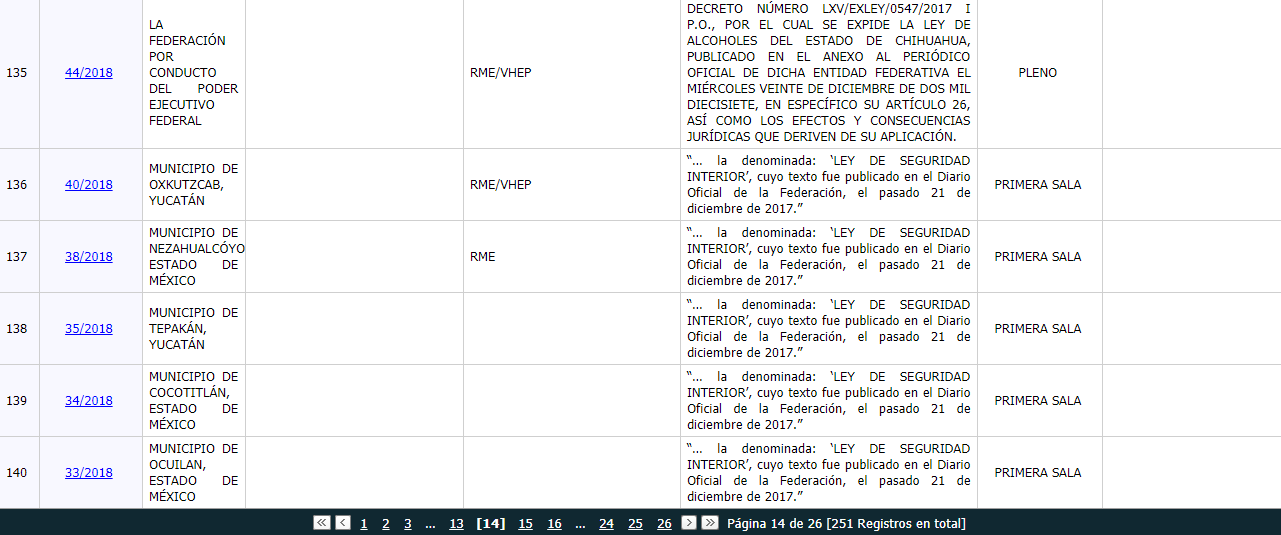 135
44/2018
LA
FEDERACIÓN
POR
CONDUCTO
DEL PODER
EJECUTIVO
FEDERAL
RME/VHEP
DECRETO NÚMERO LXV/EXLEY/0547/2017 I
P.O., POR EL CUAL SE EXPIDE LA LEY DE
ALCOHOLES DEL ESTADO DE CHIHUAHUA,
PUBLICADO EN EL ANEXO AL PERIÓDICO
OFICIAL DE DICHA ENTIDAD FEDERATIVA EL
MIÉRCOLES VEINTE DE DICIEMBRE DE DOS MIL
DIECISIETE, EN ESPECÍFICO SU ARTÍCULO 26,
ASÍ COMO LOS EFECTOS Y CONSECUENCIAS
JURÍDICAS QUE DERIVEN DE SU APLICACIÓN.
PLENO
136
40/2018
MUNICIPIO DE
OXKUTZCAB,
YUCATÁN
RME/VHEP
“... la denominada: ‘LEY DE SEGURIDAD
INTERIOR’, cuyo texto fue publicado en el Diario
Oficial de la Federación, el pasado 21 de
diciembre de 2017.”
PRIMERA SALA
137
38/2018
MUNICIPIO DE
NEZAHUALCÓYO
ESTADO DE
MÉXICO
RME
“... la denominada: ‘LEY DE SEGURIDAD
INTERIOR’, cuyo texto fue publicado en el Diario
Oficial de la Federación, el pasado 21 de
diciembre de 2017.”
PRIMERA SALA
138
35/2018
MUNICIPIO DE
TEPAKÁN,
YUCATÁN
“... la denominada: ‘LEY DE SEGURIDAD
INTERIOR’, cuyo texto fue publicado en el Diario
Oficial de la Federación, el pasado 21 de
diciembre de 2017.”
PRIMERA SALA
139
34/2018
MUNICIPIO DE
COCOTITLÁN,
ESTADO DE
MÉXICO
“... la denominada: ‘LEY DE SEGURIDAD
INTERIOR’, cuyo texto fue publicado en el Diario
Oficial de la Federación, el pasado 21 de
diciembre de 2017.”
PRIMERA SALA
140
33/2018
MUNICIPIO DE
OCUILAN,
ESTADO DE
MÉXICO
“... la denominada: ‘LEY DE SEGURIDAD
INTERIOR’, cuyo texto fue publicado en el Diario
Oficial de la Federación, el pasado 21 de
diciembre de 2017.”
PRIMERA SALA
1 2 3 ... 13 [14] 15 16 ... 24 25 26 Página 14 de 26 [251 Registros en total]